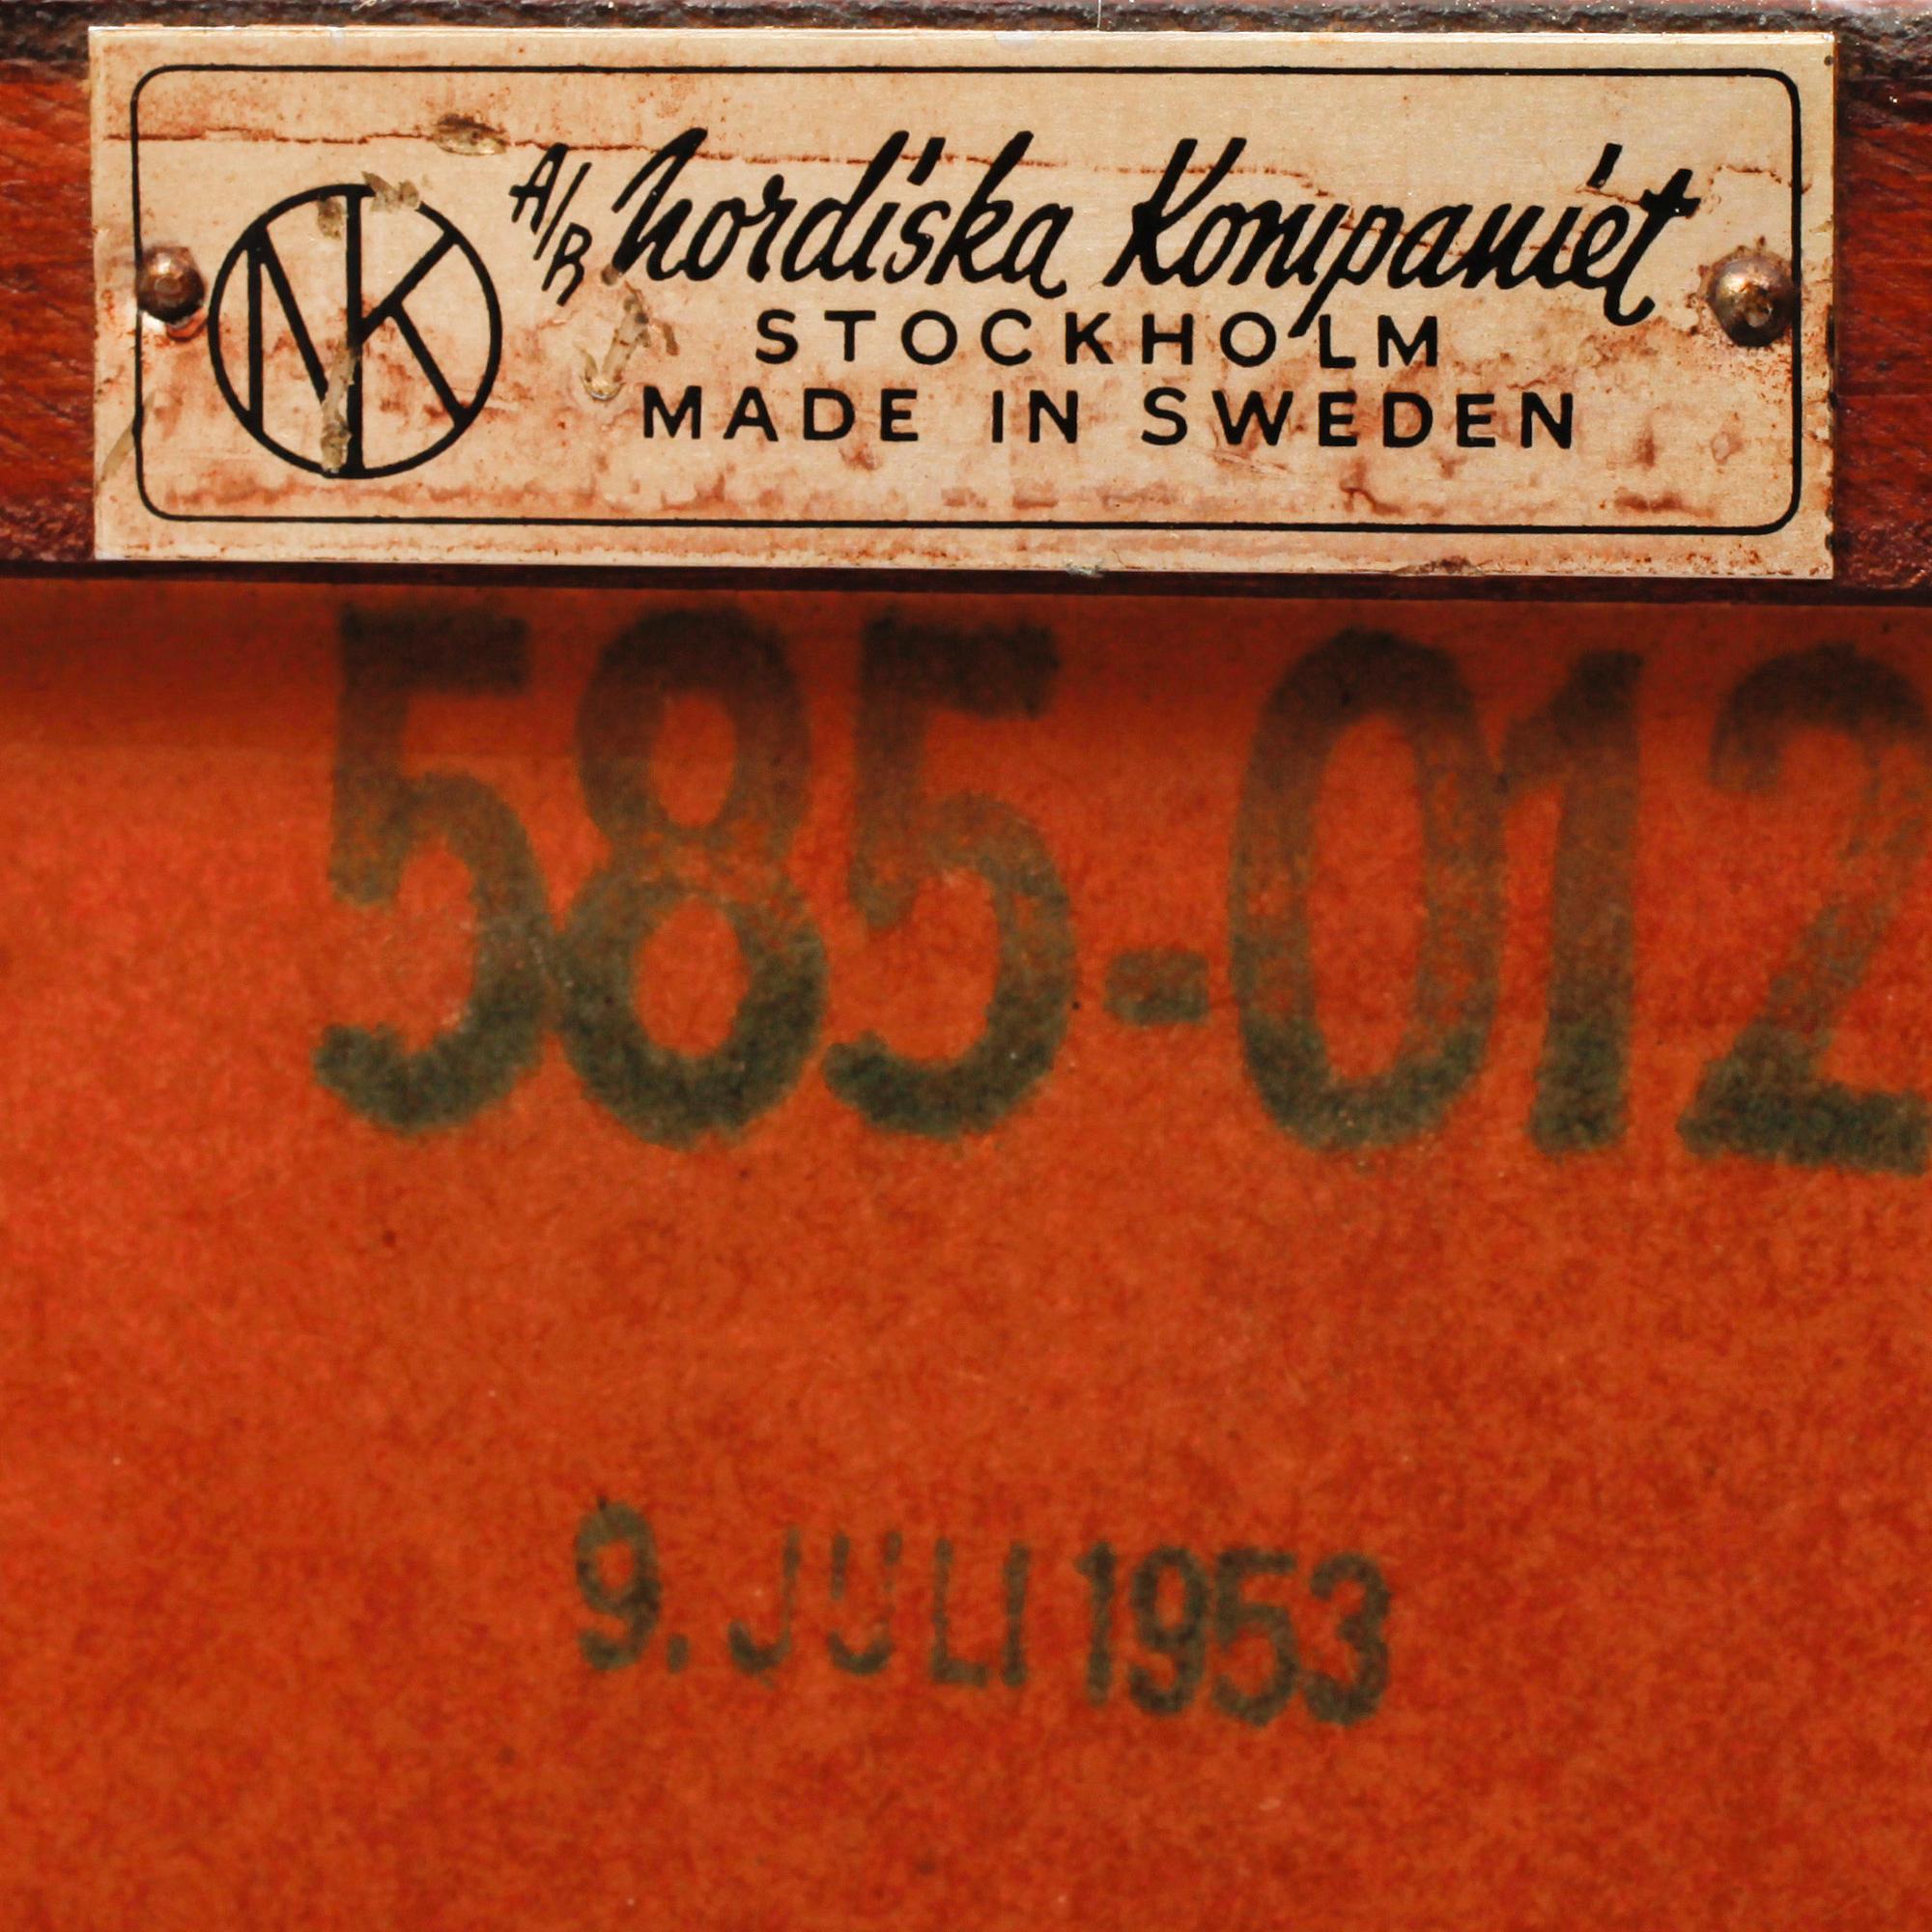 NK
A/B Nordiska Kompaniet
STOCKHOLM
MADE IN SWEDEN
585-012
9. JULI 1953